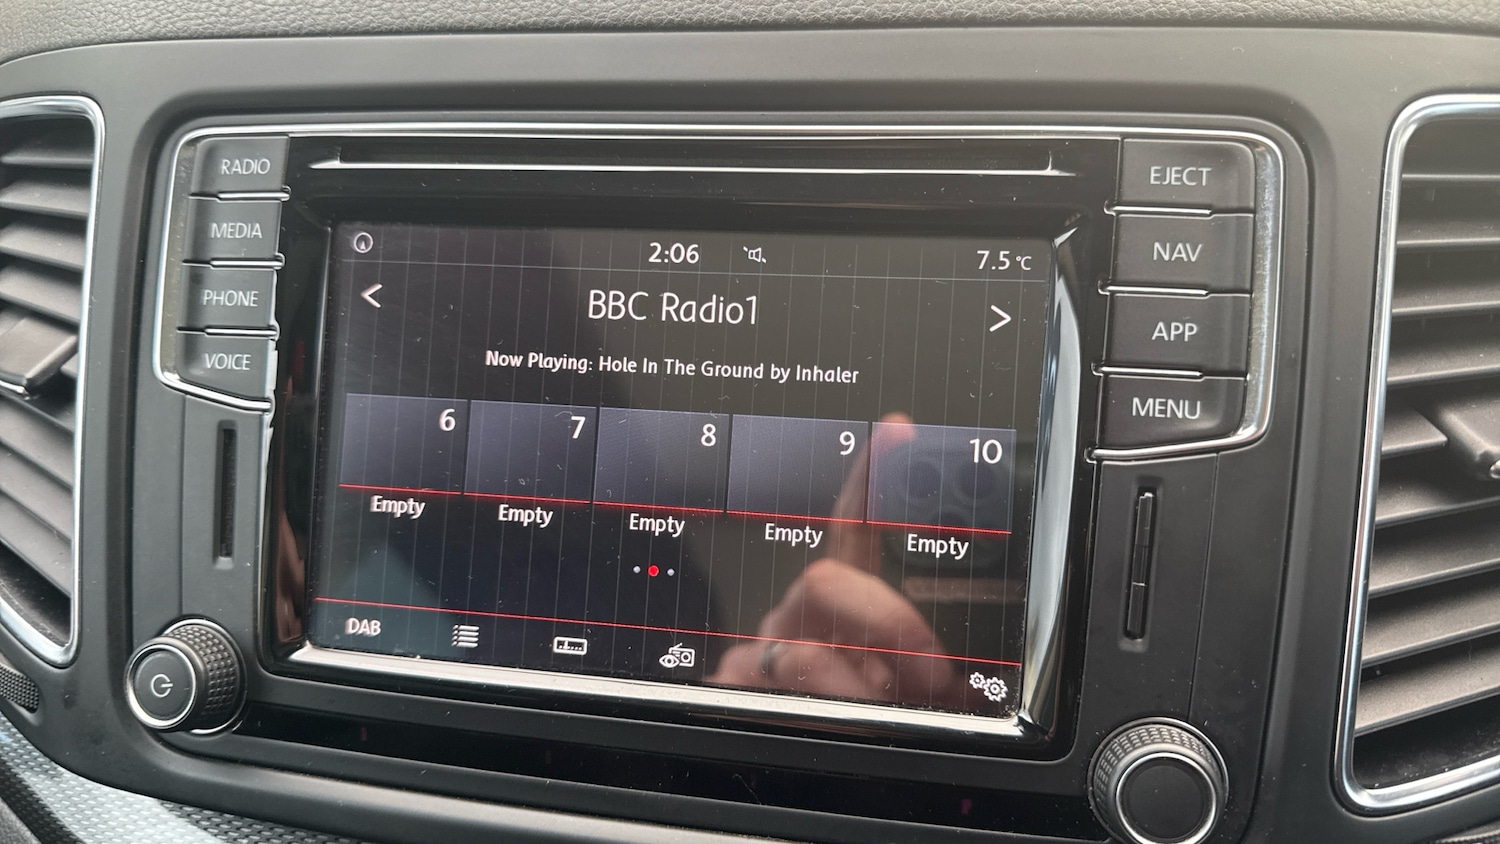 RADIO
MEDIA
PHONE
VOICE
EJECT
NAV
APP
MENU
2:06
7.5 °C
< BBC Radio1 >
Now Playing: Hole In The Ground by Inhaler
6 7 8 9 10
Empty Empty Empty Empty Empty
DAB